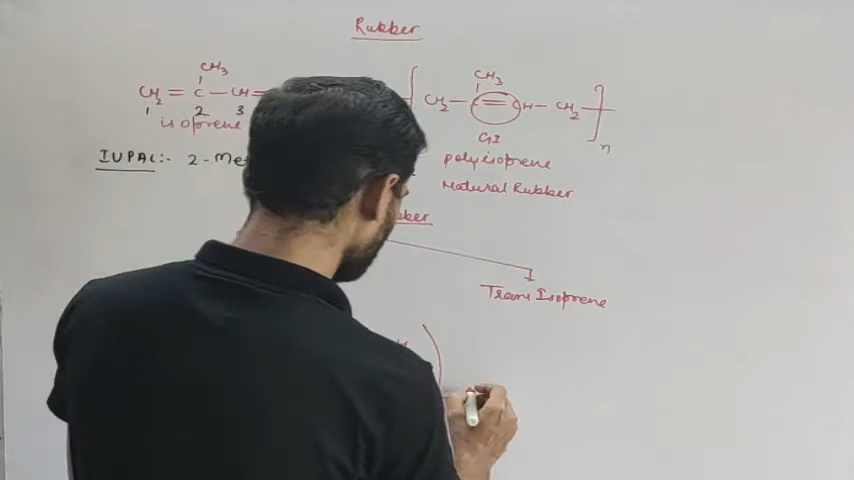 Rubber
CH3 CH3
CH2 = C — CH = [ CH2 — C = CH — CH2 ]n
1 2 3
isoprene CIS
IUPAC:- 2-Me polyisoprene
Natural Rubber
bber
Trans Isoprene